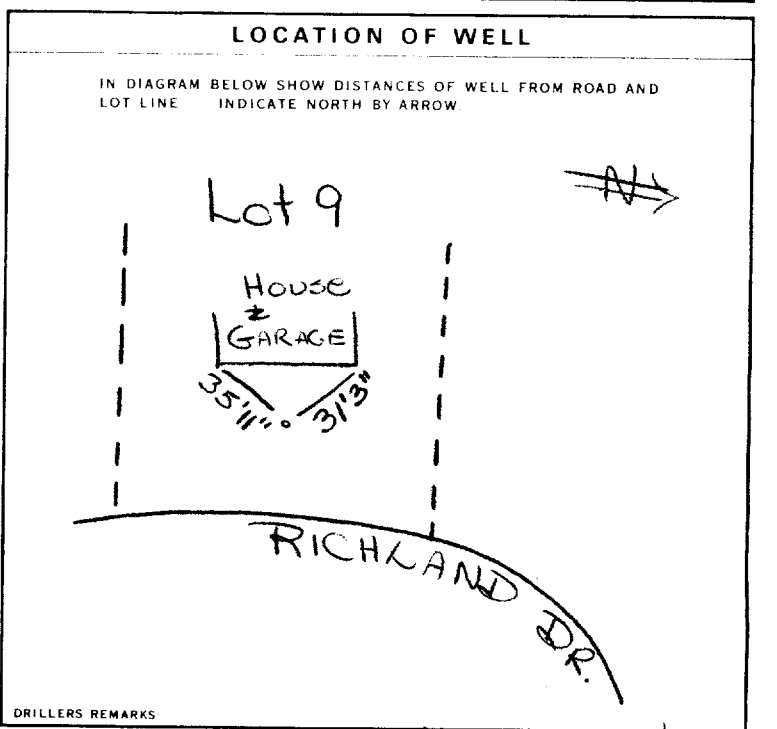 LOCATION OF WELL
IN DIAGRAM BELOW SHOW DISTANCES OF WELL FROM ROAD AND
LOT LINE INDICATE NORTH BY ARROW.
N
Lot 9
House
&
GARAGE
35'11"
31'3"
RICHLAND DR.
DRILLERS REMARKS